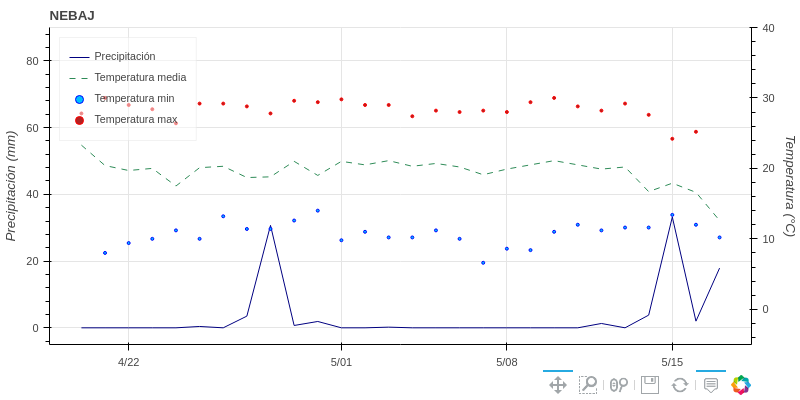 NEBAJ
Precipitación
Temperatura media
Temperatura min
Temperatura max
Precipitación (mm)
80
60
40
20
0
Temperatura (°C)
40
30
20
10
0
4/22
5/01
5/08
5/15